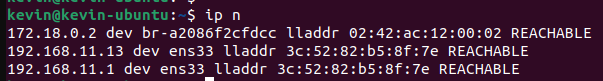 kevin@kevin-ubuntu:~$ ip n
172.18.0.2 dev br-a2086f2cfdcc lladdr 02:42:ac:12:00:02 REACHABLE
192.168.11.13 dev ens33 lladdr 3c:52:82:b5:8f:7e REACHABLE
192.168.11.1 dev ens33 lladdr 3c:52:82:b5:8f:7e REACHABLE